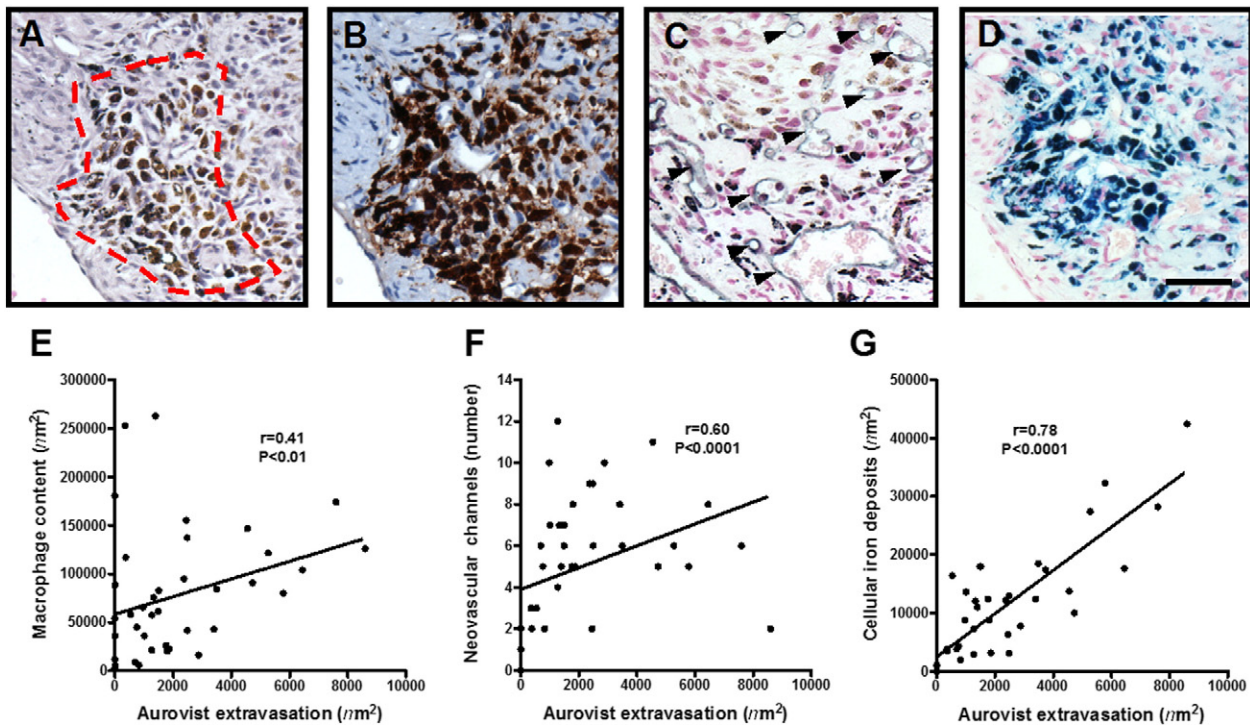 A
B
C
D
E
F
G
300000
250000
200000
150000
100000
50000
0
Macrophage content (nm²)
r=0.41
P<0.01
0 2000 4000 6000 8000 10000
Aurovist extravasation (nm²)
14
12
10
8
6
4
2
0
Neovascular channels (number)
r=0.60
P<0.0001
0 2000 4000 6000 8000 10000
Aurovist extravasation (nm²)
50000
40000
30000
20000
10000
0
Cellular iron deposits (nm²)
r=0.78
P<0.0001
0 2000 4000 6000 8000 10000
Aurovist extravasation (nm²)